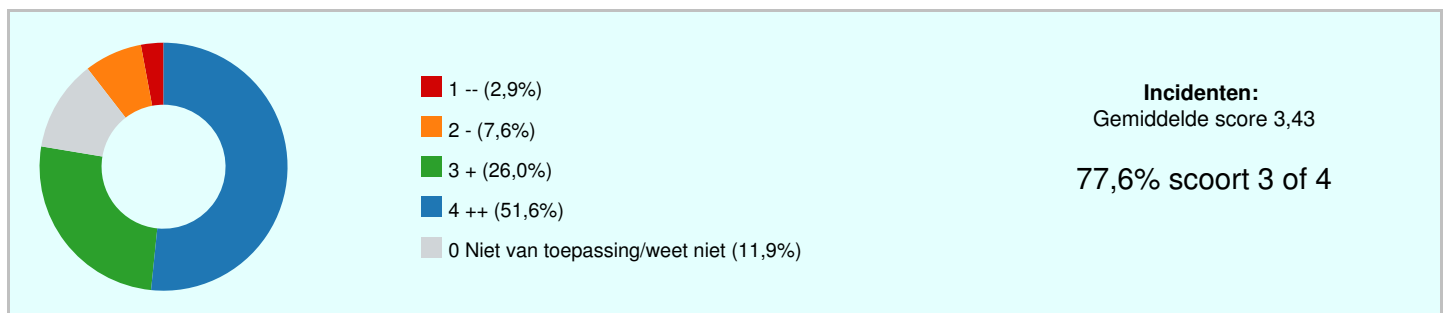 1 -- (2,9%)
2 - (7,6%)
3 + (26,0%)
4 ++ (51,6%)
0 Niet van toepassing/weet niet (11,9%)
Incidenten:
Gemiddelde score 3,43
77,6% scoort 3 of 4